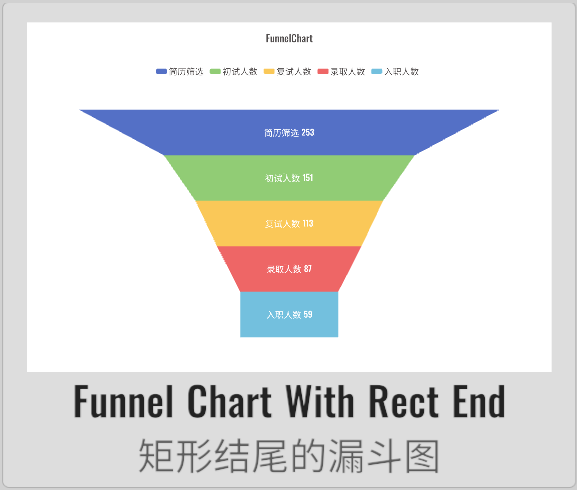 FunnelChart
简历筛选 初试人数 复试人数 录取人数 入职人数
简历筛选 253
初试人数 151
复试人数 113
录取人数 87
入职人数 59
Funnel Chart With Rect End
矩形结尾的漏斗图